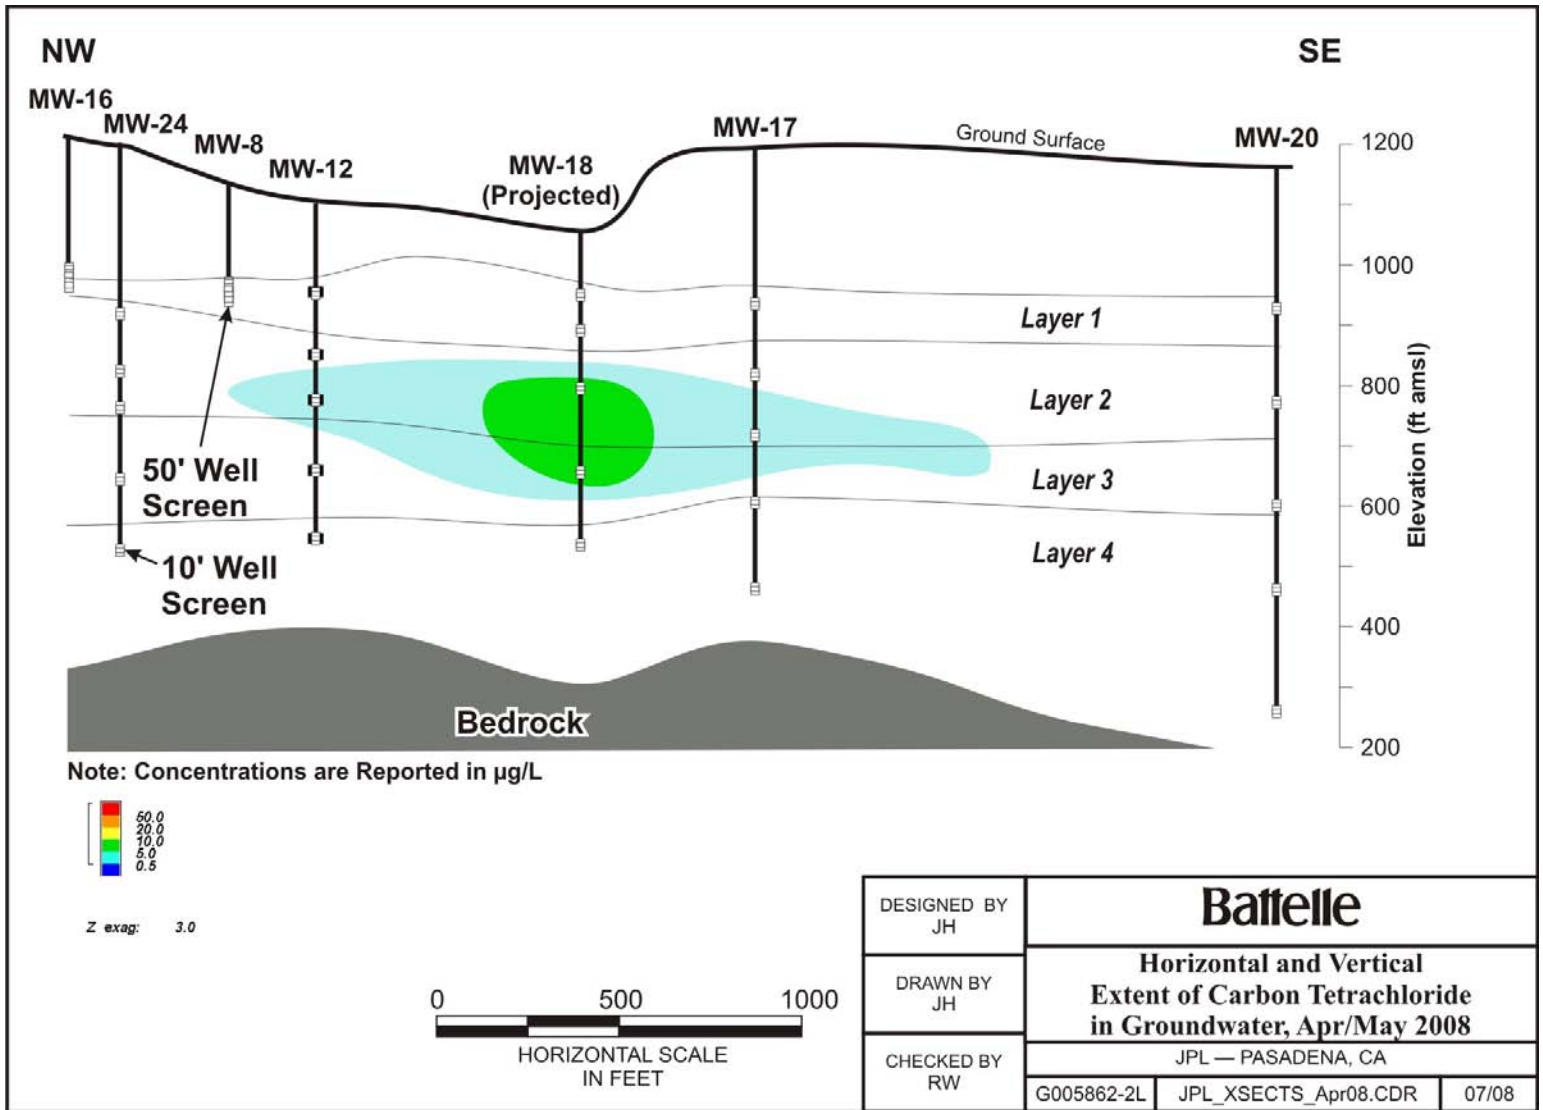 NW
SE
MW-16
MW-24
MW-8
MW-12
MW-18
(Projected)
MW-17
Ground Surface
MW-20
1200
1000
800
600
400
200
Elevation (ft amsl)
Layer 1
Layer 2
Layer 3
Layer 4
50' Well
Screen
10' Well
Screen
Bedrock
Note: Concentrations are Reported in µg/L
50.0
20.0
10.0
5.0
0.5
Z exag: 3.0
0 500 1000
HORIZONTAL SCALE
IN FEET
DESIGNED BY
JH
DRAWN BY
JH
CHECKED BY
RW
Battelle
Horizontal and Vertical
Extent of Carbon Tetrachloride
in Groundwater, Apr/May 2008
JPL — PASADENA, CA
G005862-2L JPL_XSECTS_Apr08.CDR 07/08